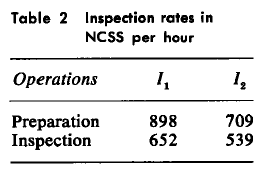 Table 2 Inspection rates in
NCSS per hour
Operations I₁ I₂
Preparation 898 709
Inspection 652 539